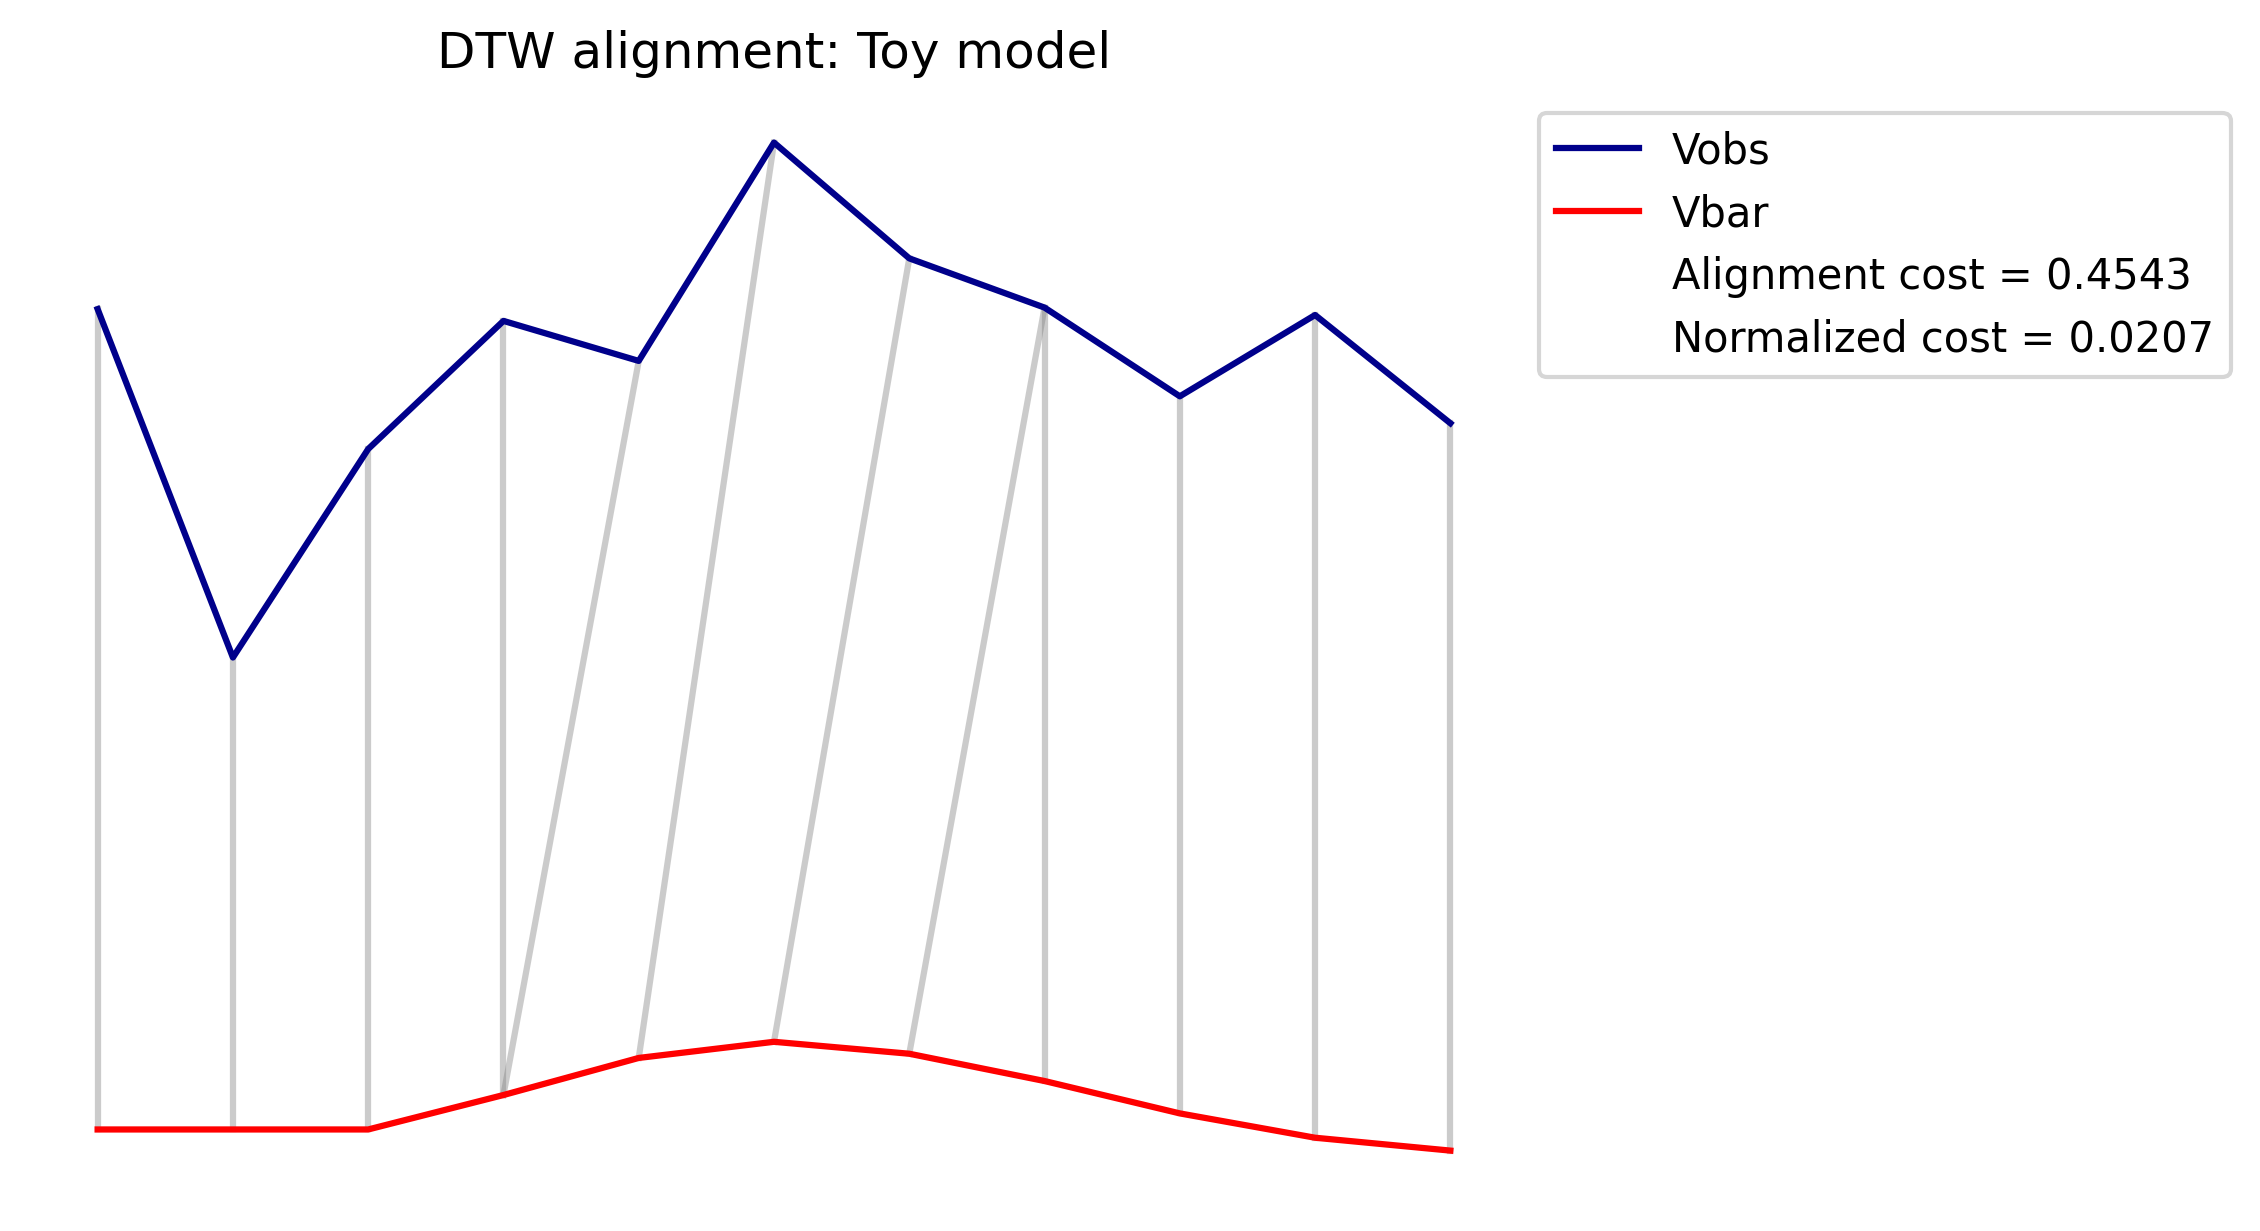 DTW alignment: Toy model
Vobs
Vbar
Alignment cost = 0.4543
Normalized cost = 0.0207